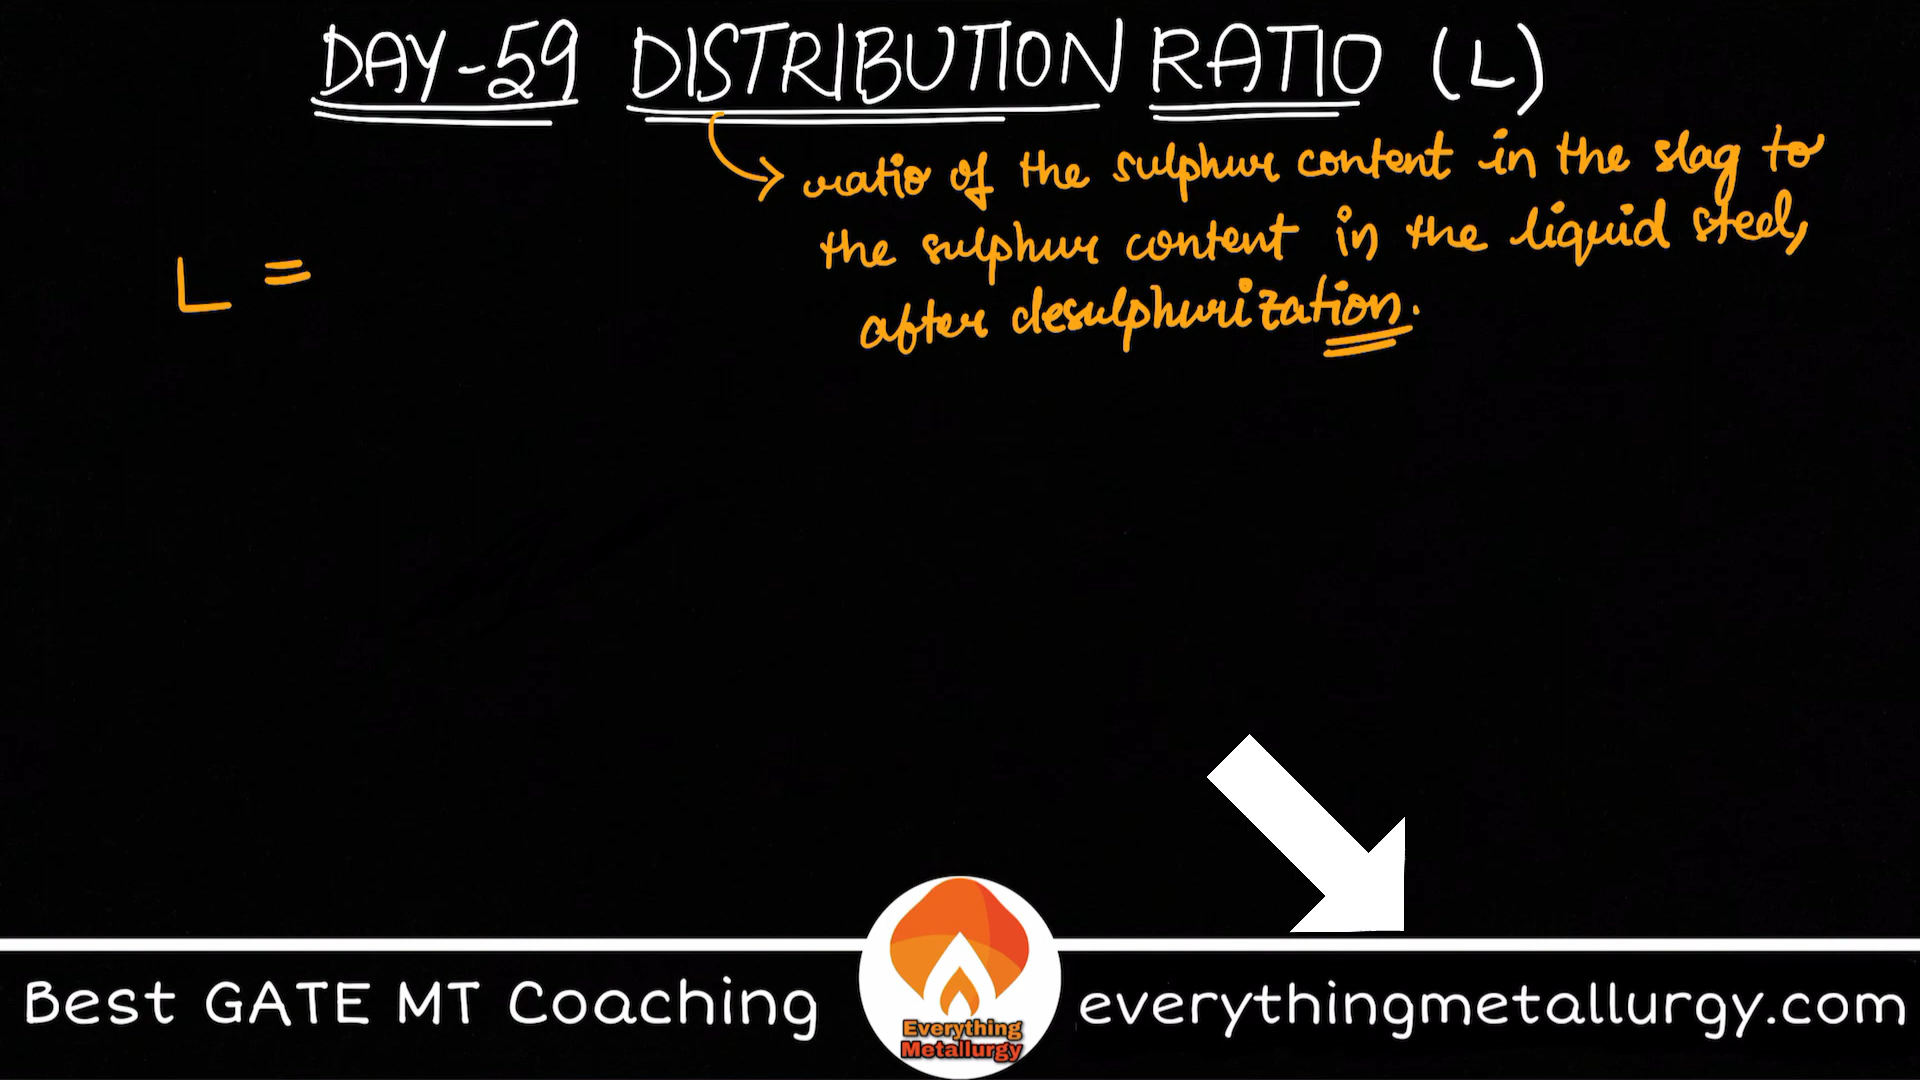 DAY-59 DISTRIBUTION RATIO (L)
ratio of the sulphur content in the slag to
the sulphur content in the liquid steel,
after desulphurization.
L =
Best GATE MT Coaching
Everything
Metallurgy
everythingmetallurgy.com